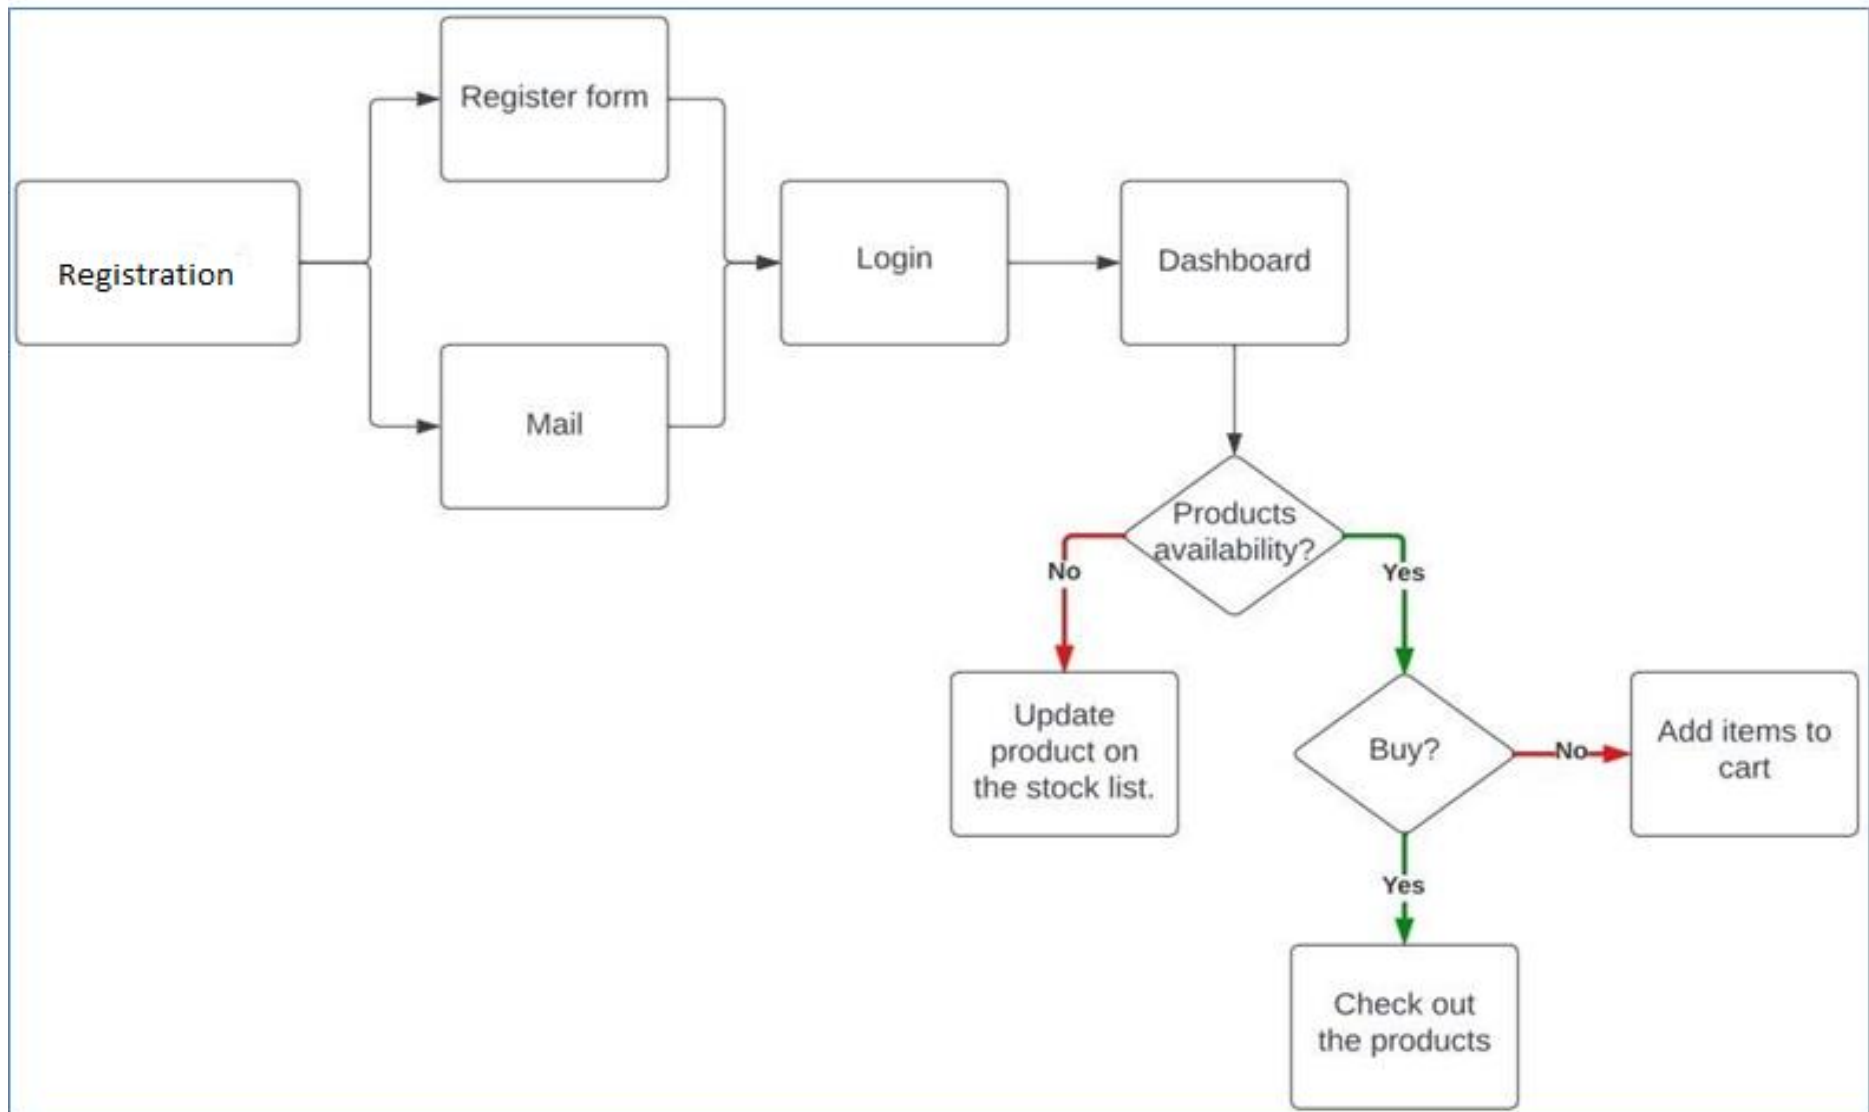 Register form
Registration
Login
Dashboard
Mail
Products
availability?
No
Yes
Update
product on
the stock list.
Buy?
No
Add items to
cart
Yes
Check out
the products